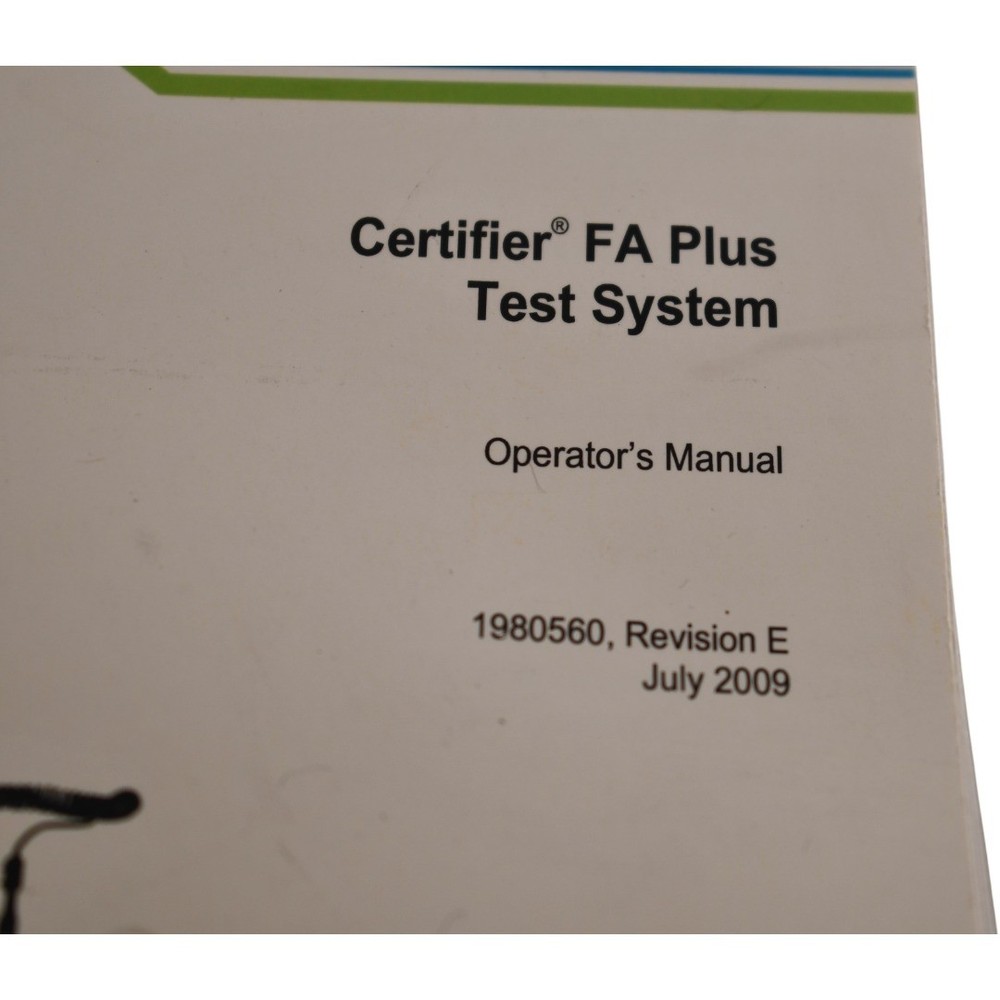 Certifier® FA Plus
Test System
Operator's Manual
1980560, Revision E
July 2009